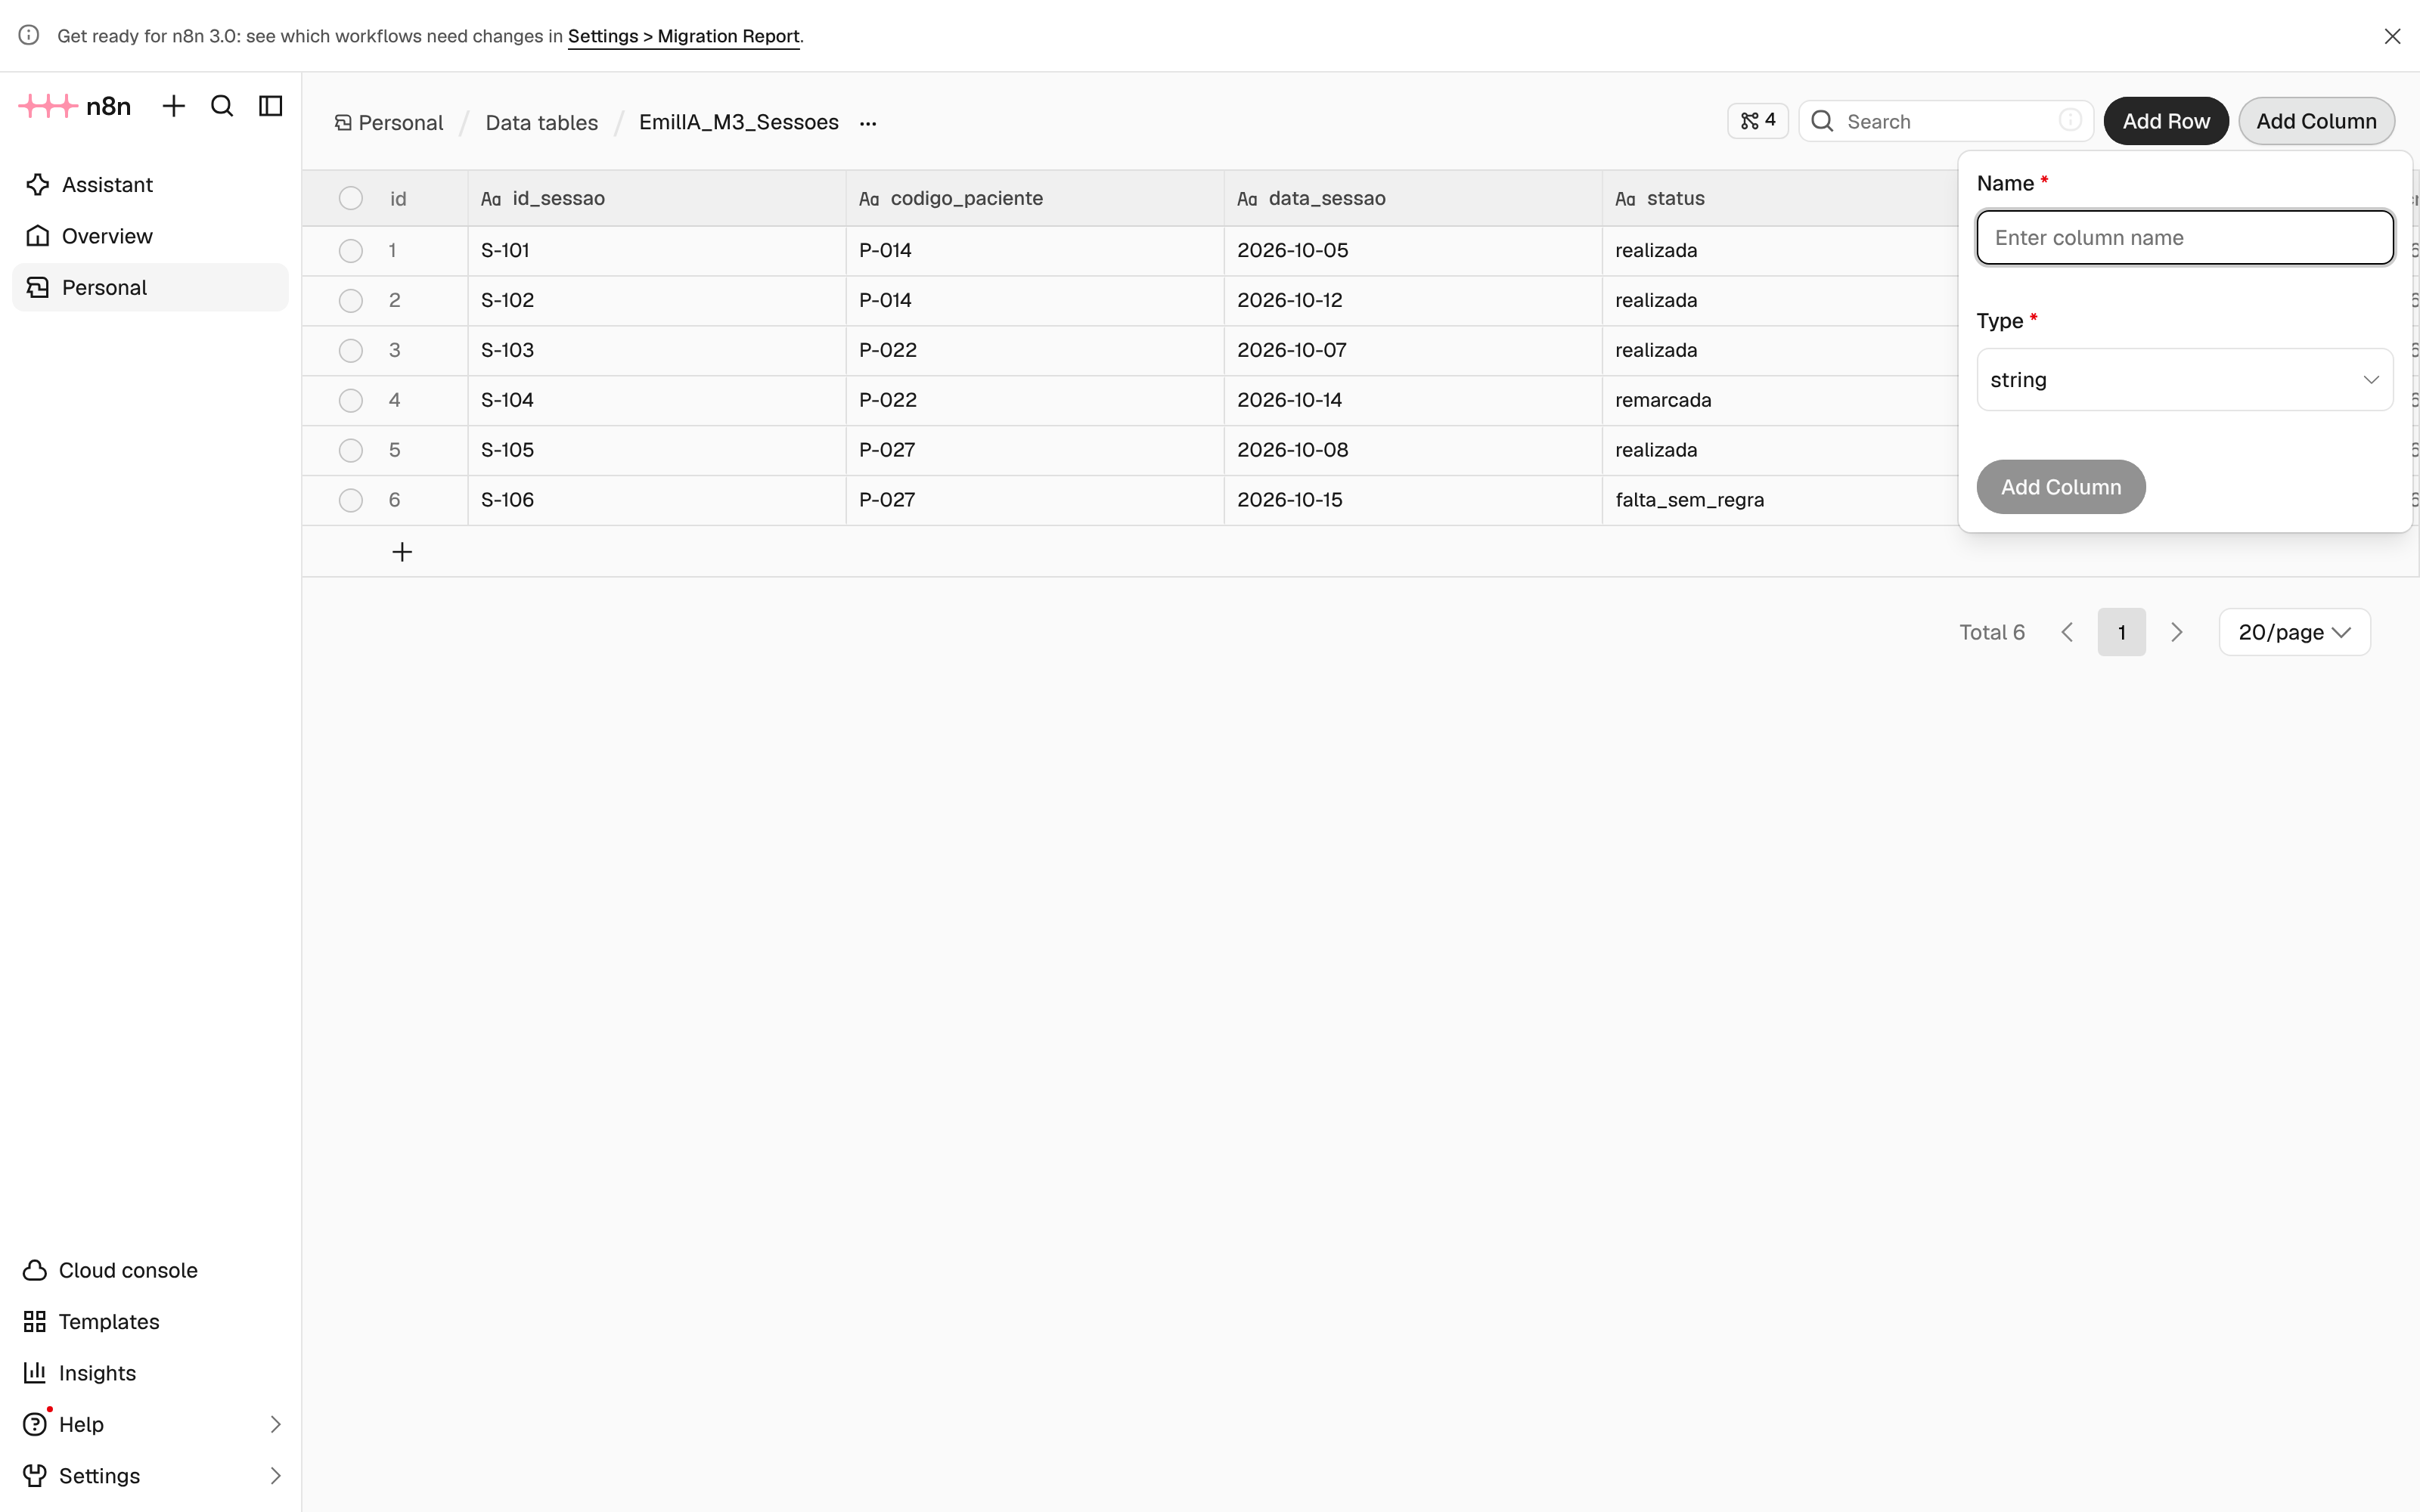 Get ready for n8n 3.0: see which workflows need changes in Settings > Migration Report.
n8n
Assistant
Overview
Personal
Cloud console
Templates
Insights
Help
Settings
Personal / Data tables / EmilIA_M3_Sessoes ...
4
Search
Add Row
Add Column
id Aa id_sessao Aa codigo_paciente Aa data_sessao Aa status
1 S-101 P-014 2026-10-05 realizada
2 S-102 P-014 2026-10-12 realizada
3 S-103 P-022 2026-10-07 realizada
4 S-104 P-022 2026-10-14 remarcada
5 S-105 P-027 2026-10-08 realizada
6 S-106 P-027 2026-10-15 falta_sem_regra
Name *
Enter column name
Type *
string
Add Column
Total 6 1 20/page